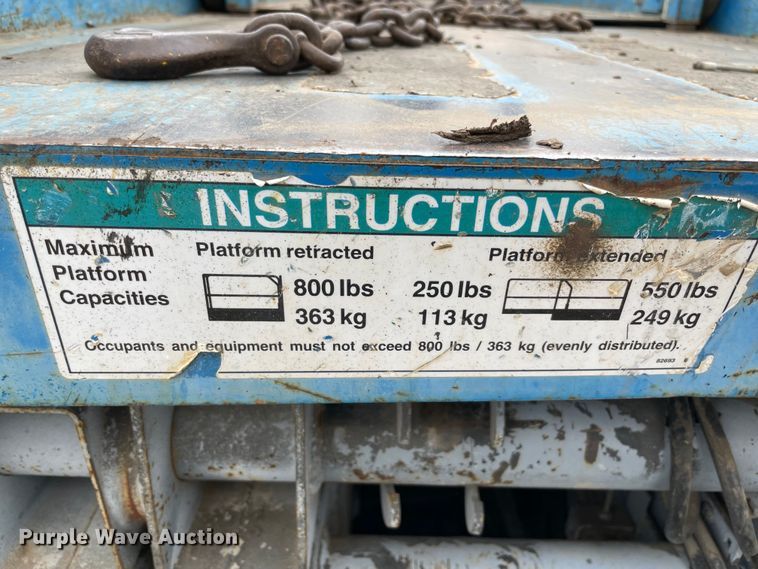 INSTRUCTIONS
Maximum Platform Capacities
Platform retracted
800 lbs
363 kg
Platform extended
250 lbs
113 kg
550 lbs
249 kg
Occupants and equipment must not exceed 800 lbs / 363 kg (evenly distributed).
82693 B
Purple Wave Auction